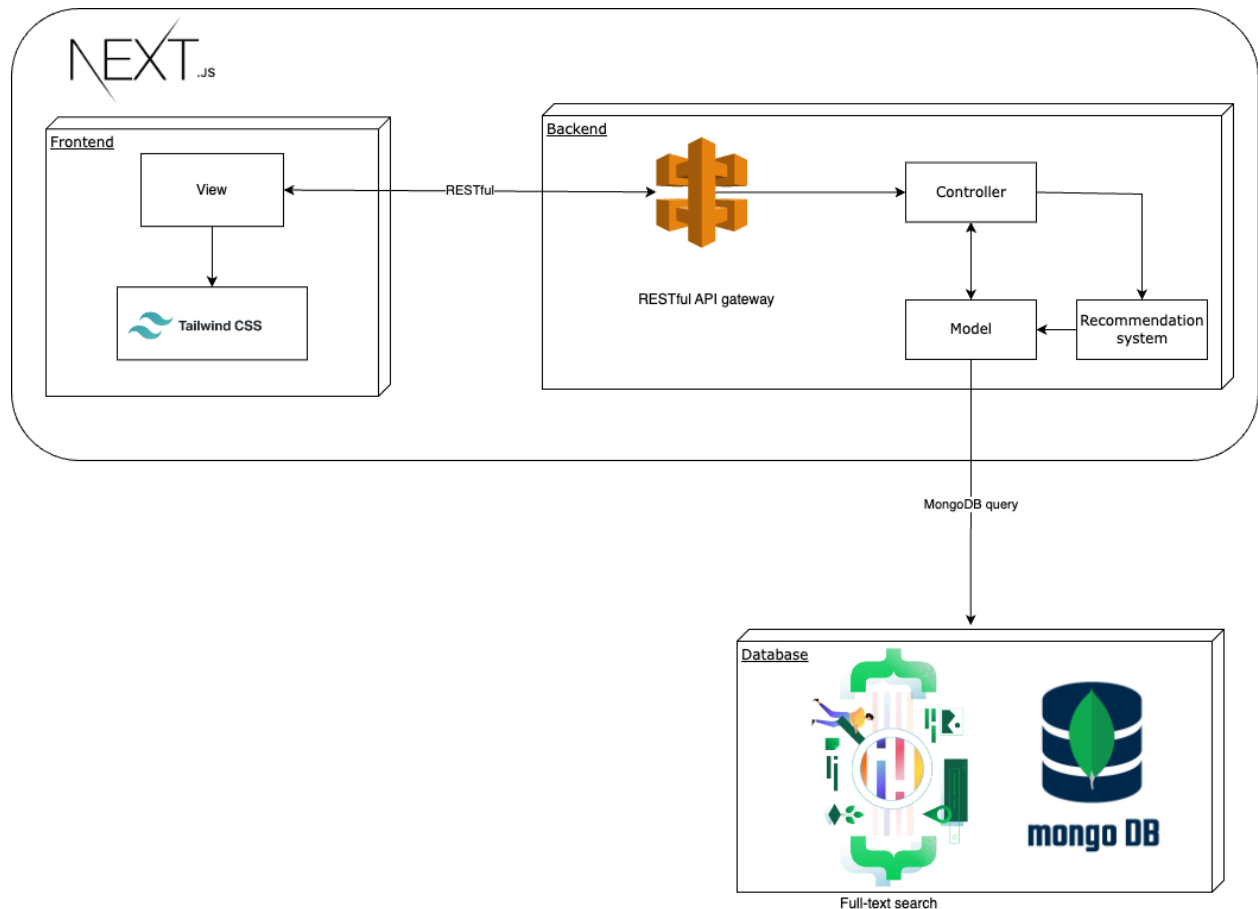 NEXT.JS
Frontend
View
Tailwind CSS
RESTful
Backend
RESTful API gateway
Controller
Model
Recommendation
system
MongoDB query
Database
Full-text search
mongo DB